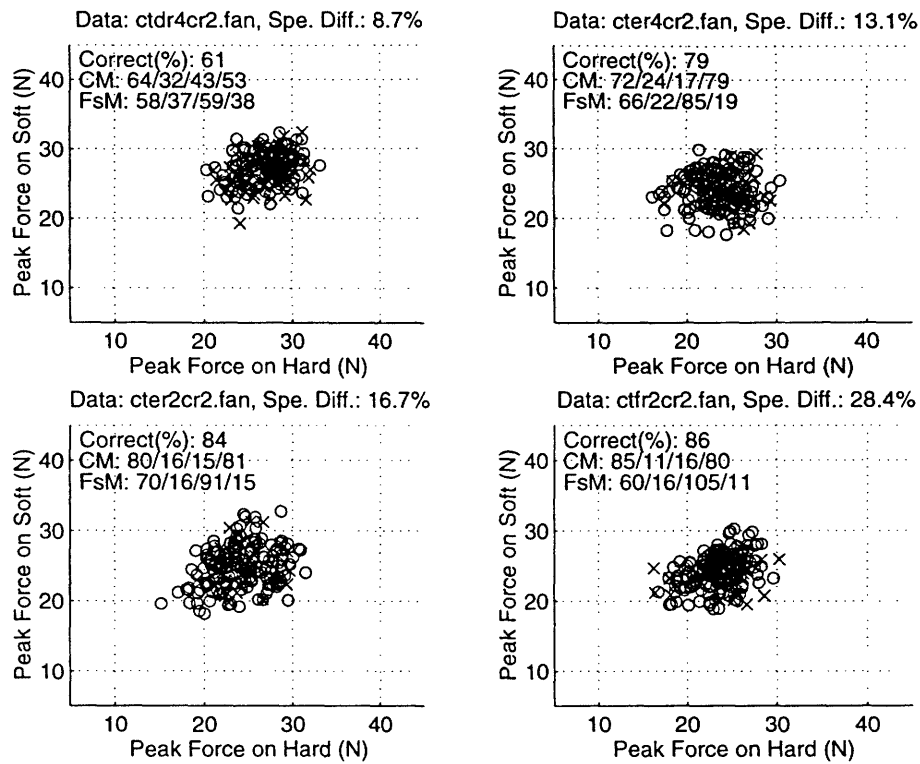 Data: ctdr4cr2.fan, Spe. Diff.: 8.7%
Correct(%): 61
CM: 64/32/43/53
FsM: 58/37/59/38
Peak Force on Soft (N)
40
30
20
10
10 20 30 40
Peak Force on Hard (N)
Data: cter4cr2.fan, Spe. Diff.: 13.1%
Correct(%): 79
CM: 72/24/17/79
FsM: 66/22/85/19
Peak Force on Soft (N)
40
30
20
10
10 20 30 40
Peak Force on Hard (N)
Data: cter2cr2.fan, Spe. Diff.: 16.7%
Correct(%): 84
CM: 80/16/15/81
FsM: 70/16/91/15
Peak Force on Soft (N)
40
30
20
10
10 20 30 40
Peak Force on Hard (N)
Data: ctfr2cr2.fan, Spe. Diff.: 28.4%
Correct(%): 86
CM: 85/11/16/80
FsM: 60/16/105/11
Peak Force on Soft (N)
40
30
20
10
10 20 30 40
Peak Force on Hard (N)